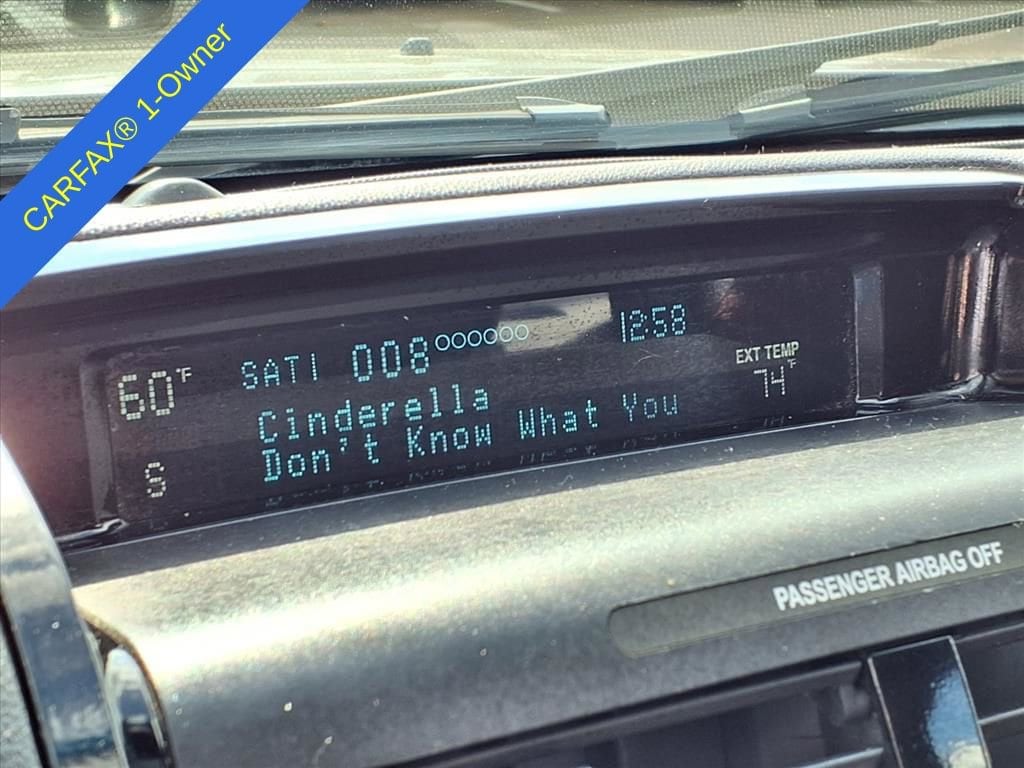 CARFAX® 1-Owner
60°F SAT1 008 12:58
EXT TEMP
74°F
Cinderella
Don't Know What You
S
PASSENGER AIRBAG OFF